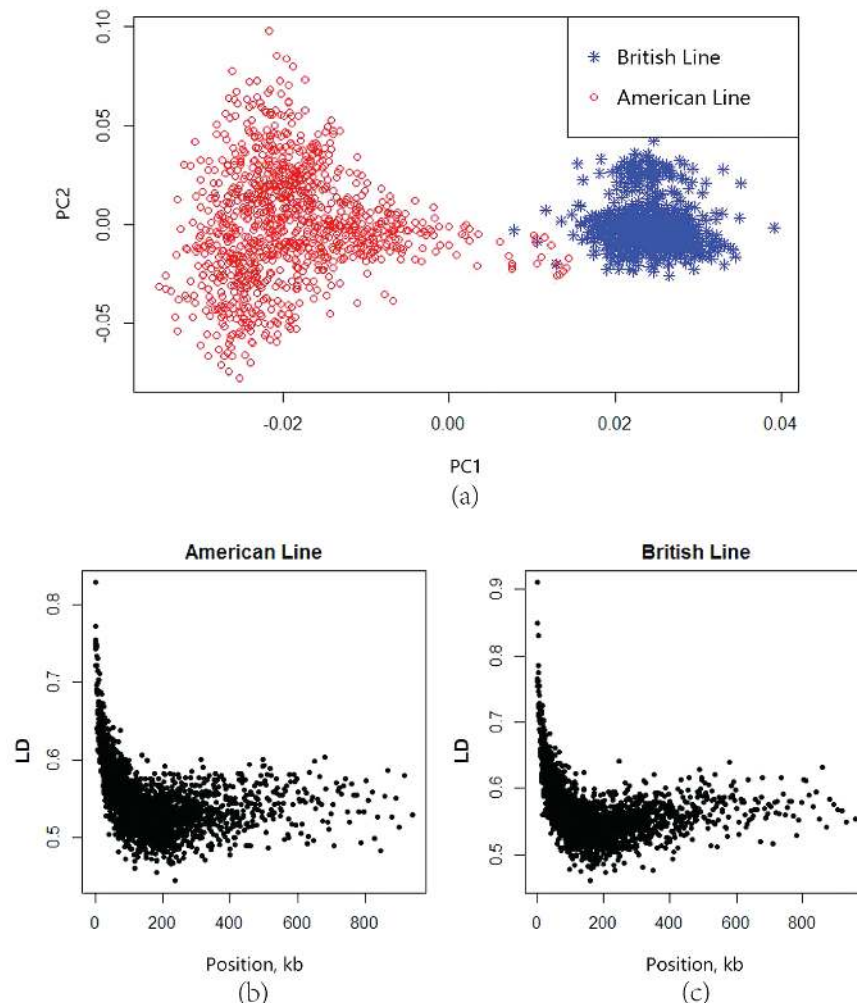 0.10
0.05
0.00
-0.05
PC2
British Line
American Line
-0.02
0.00
0.02
0.04
PC1
(a)
American Line
0.8
0.7
0.6
0.5
LD
0
200
400
600
800
Position, kb
(b)
British Line
0.9
0.8
0.7
0.6
0.5
LD
0
200
400
600
800
Position, kb
(c)